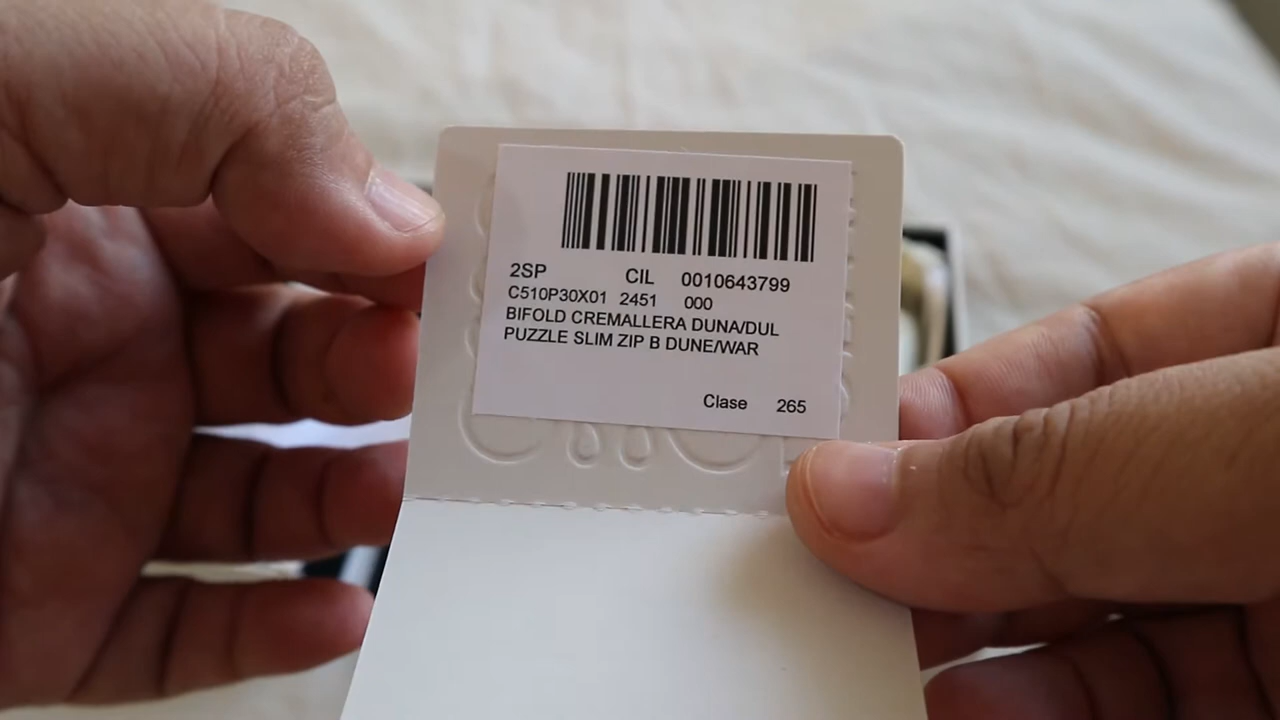 2SP CIL 0010643799
C510P30X01 2451 000
BIFOLD CREMALLERA DUNA/DUL
PUZZLE SLIM ZIP B DUNE/WAR
Clase 265